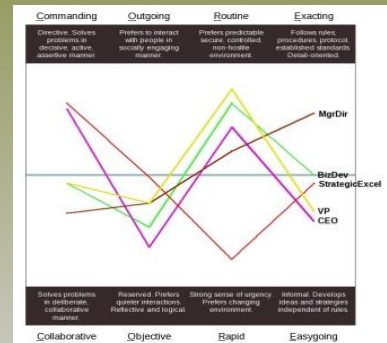 Commanding Outgoing Routine Exacting
Directive. Solves problems in decisive, active, assertive manner.
Prefers to interact with people in socially engaging manner.
Prefers predictable secure, controlled, non-hostile environment.
Follows rules, procedures, protocol, established standards Detail-oriented.
MgrDir
BizDev
StrategicExcel
VP
CEO
Solves problems in deliberate, collaborative manner.
Reserved. Prefers quieter interactions. Reflective and logical.
Strong sense of urgency. Prefers changing environment.
Informal. Develops ideas and strategies independent of rules.
Collaborative Objective Rapid Easygoing